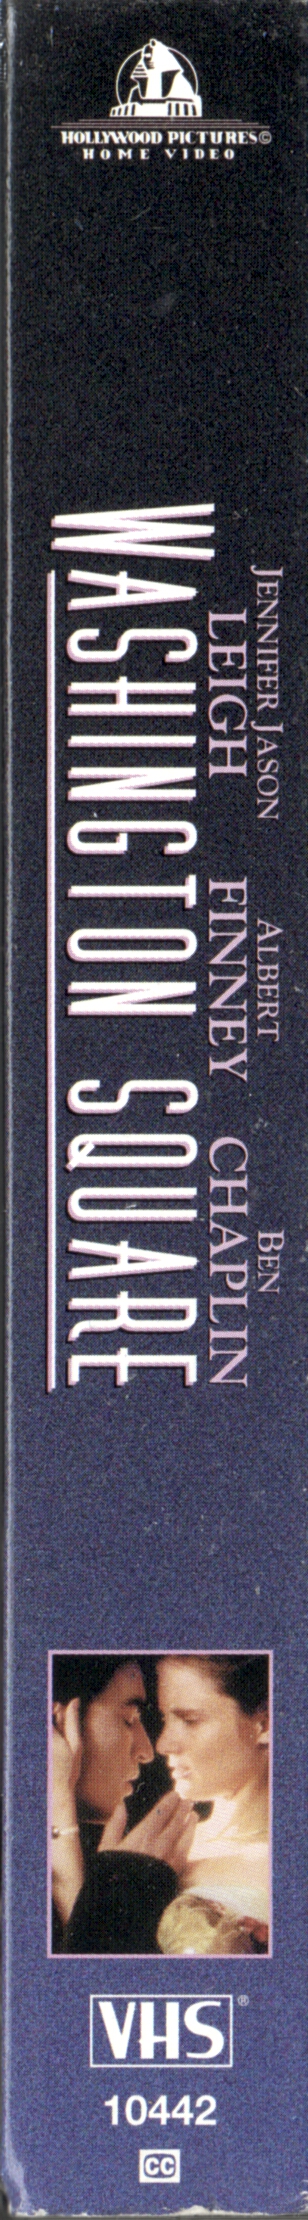 HOLLYWOOD PICTURES©
HOME VIDEO
JENNIFER JASON LEIGH
ALBERT FINNEY
BEN CHAPLIN
WASHINGTON SQUARE
VHS®
10442
CC